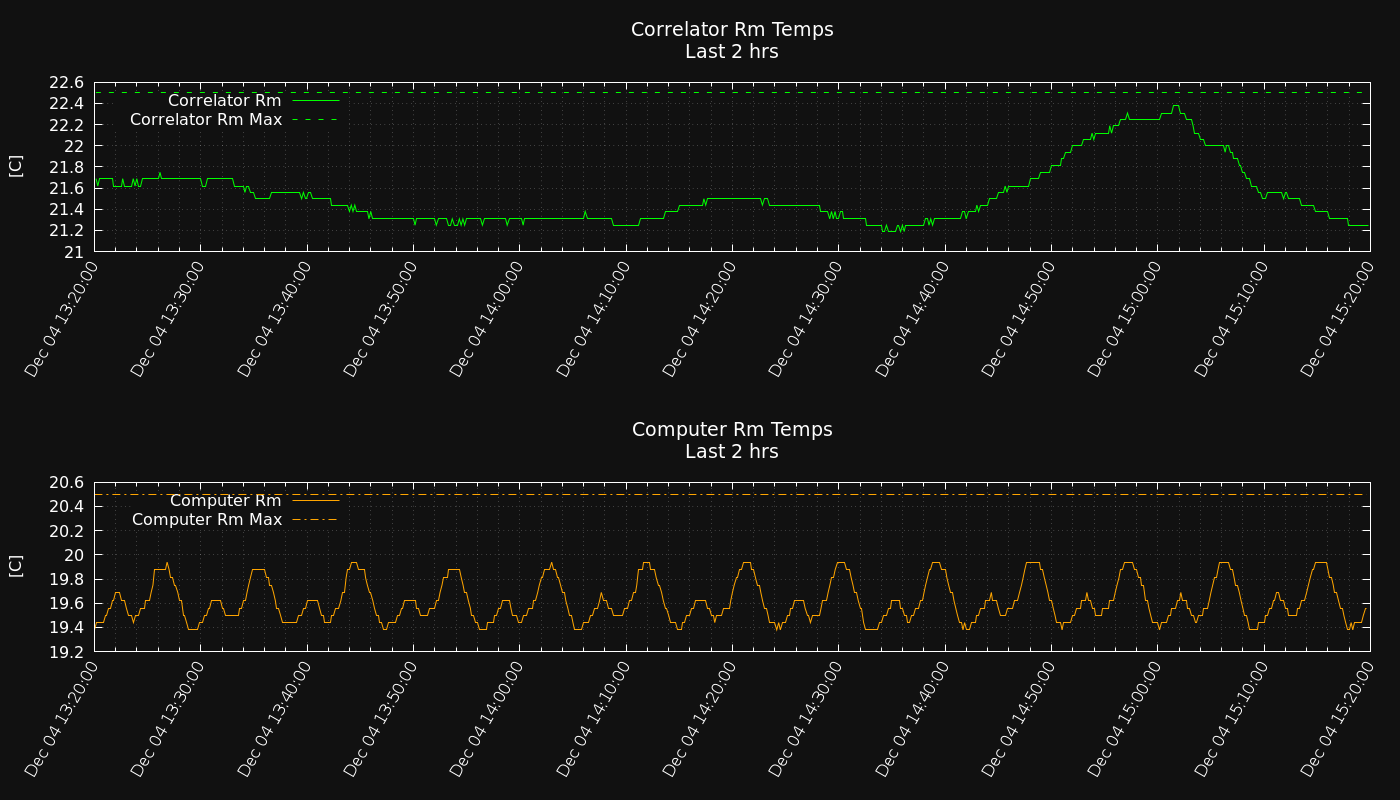 Correlator Rm Temps
Last 2 hrs
22.6
22.4
22.2
22
21.8
21.6
21.4
21.2
21
[C]
Correlator Rm
Correlator Rm Max
Dec 04 13:20:00
Dec 04 13:30:00
Dec 04 13:40:00
Dec 04 13:50:00
Dec 04 14:00:00
Dec 04 14:10:00
Dec 04 14:20:00
Dec 04 14:30:00
Dec 04 14:40:00
Dec 04 14:50:00
Dec 04 15:00:00
Dec 04 15:10:00
Dec 04 15:20:00
Computer Rm Temps
Last 2 hrs
20.6
20.4
20.2
20
19.8
19.6
19.4
19.2
[C]
Computer Rm
Computer Rm Max
Dec 04 13:20:00
Dec 04 13:30:00
Dec 04 13:40:00
Dec 04 13:50:00
Dec 04 14:00:00
Dec 04 14:10:00
Dec 04 14:20:00
Dec 04 14:30:00
Dec 04 14:40:00
Dec 04 14:50:00
Dec 04 15:00:00
Dec 04 15:10:00
Dec 04 15:20:00